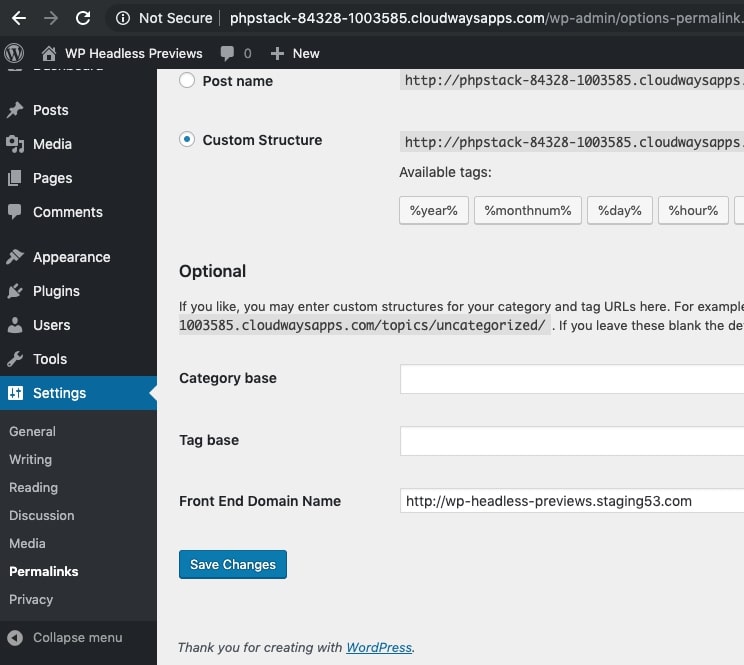 Not Secure phpstack-84328-1003585.cloudwaysapps.com/wp-admin/options-permalink.
WP Headless Previews 0 New
Dashboard
Posts
Media
Pages
Comments
Appearance
Plugins
Users
Tools
Settings
General
Writing
Reading
Discussion
Media
Permalinks
Privacy
Collapse menu
Post name http://phpstack-84328-1003585.cloudwaysapps.
Custom Structure http://phpstack-84328-1003585.cloudwaysapps.
Available tags:
%year% %monthnum% %day% %hour%
Optional
If you like, you may enter custom structures for your category and tag URLs here. For example
1003585.cloudwaysapps.com/topics/uncategorized/ . If you leave these blank the de
Category base
Tag base
Front End Domain Name http://wp-headless-previews.staging53.com
Save Changes
Thank you for creating with WordPress.